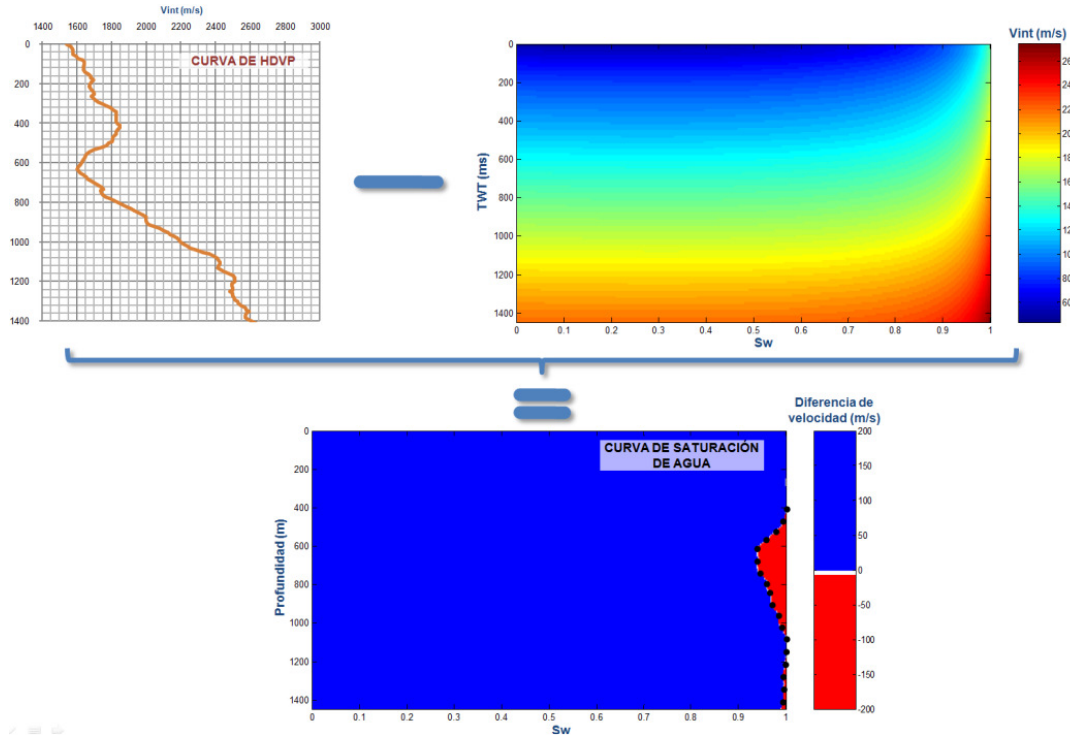 Vint (m/s)
1400 1600 1800 2000 2200 2400 2600 2800 3000
CURVA DE HDVP
0
200
400
600
800
1000
1200
1400
Vint (m/s)
TWT (ms)
0
200
400
600
800
1000
1200
1400
0 0.1 0.2 0.3 0.4 0.5 0.6 0.7 0.8 0.9 1
Sw
Diferencia de
velocidad (m/s)
CURVA DE SATURACIÓN
DE AGUA
Profundidad (m)
0
200
400
600
800
1000
1200
1400
0 0.1 0.2 0.3 0.4 0.5 0.6 0.7 0.8 0.9 1
Sw
200
150
100
50
0
-50
-100
-150
-200